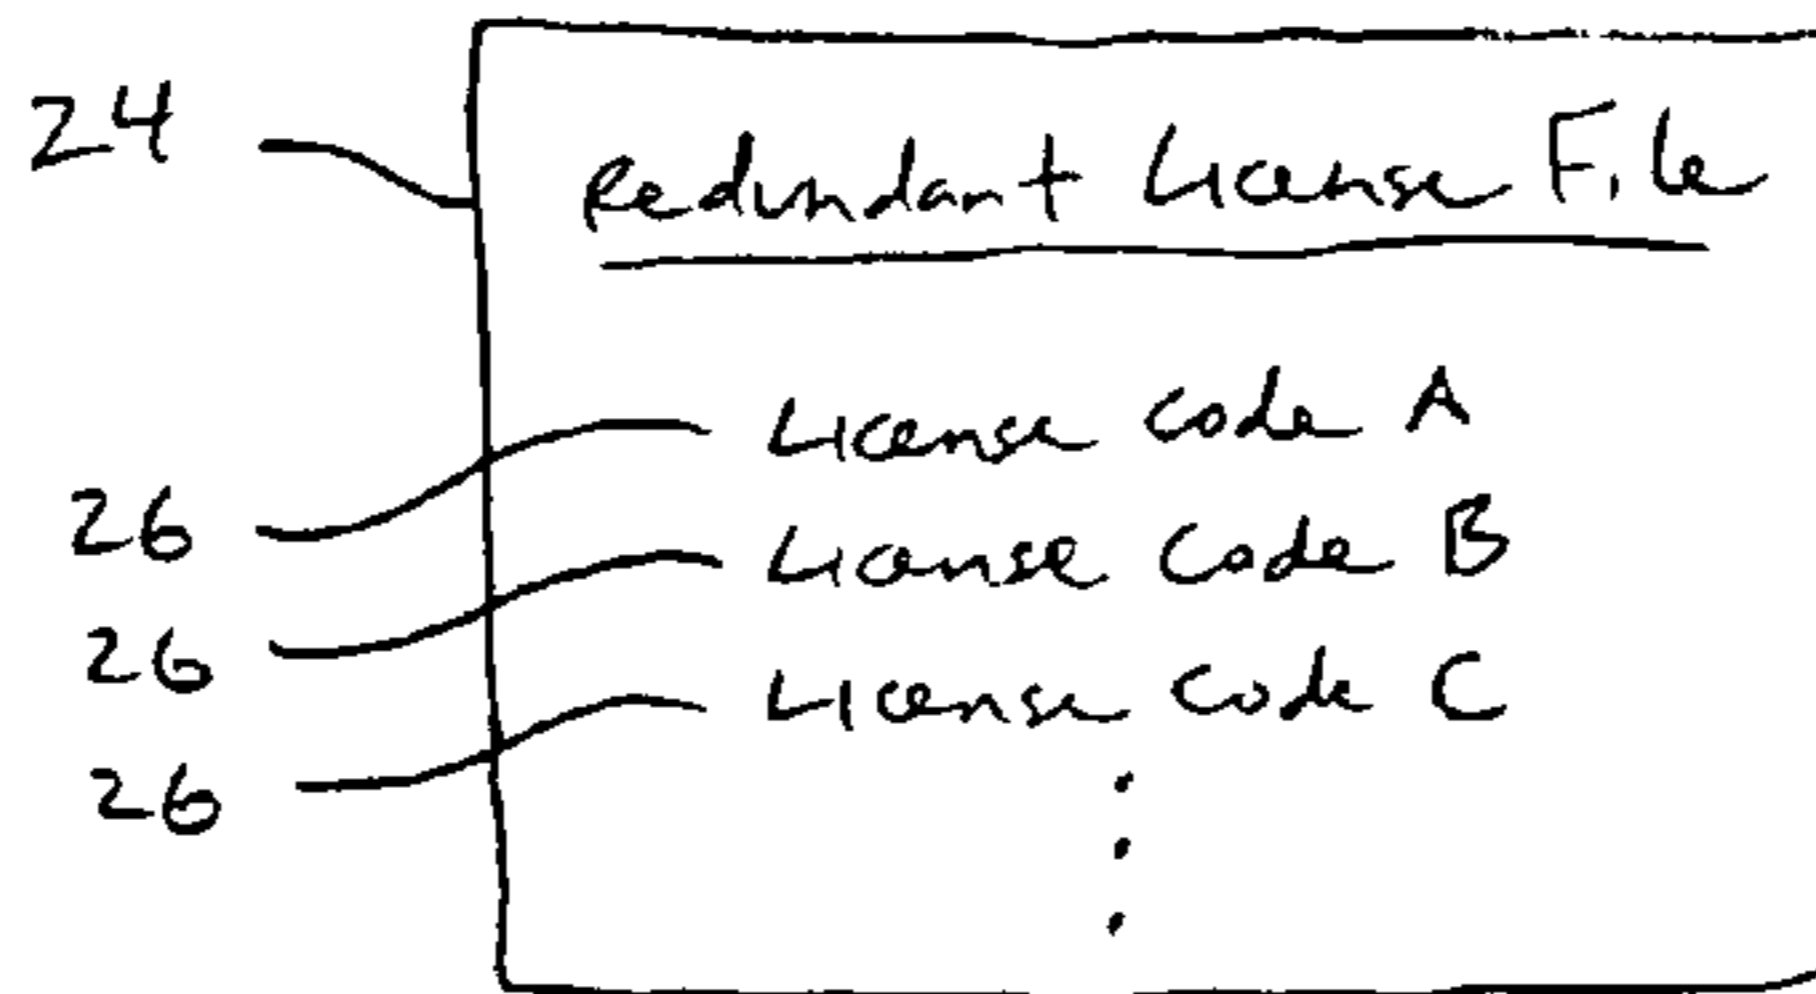 24 Redundant License File
License Code A
26
License Code B
26
License Code C
26